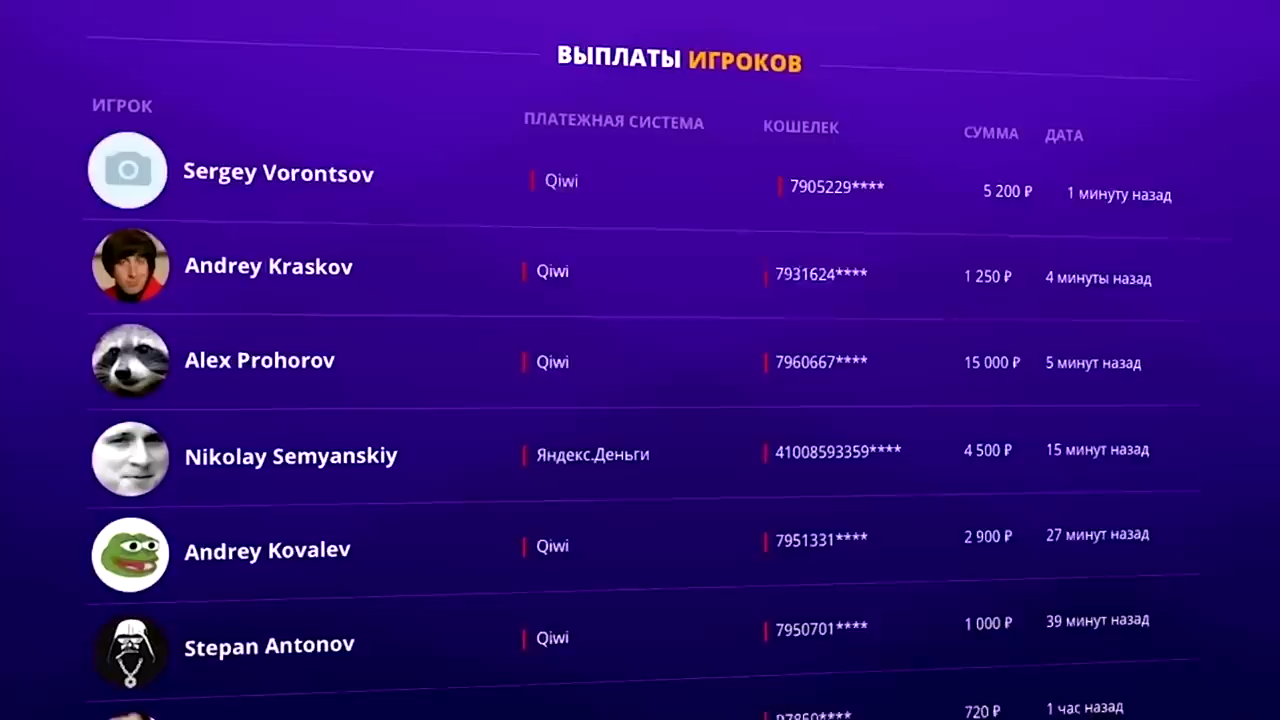 ВЫПЛАТЫ ИГРОКОВ
ИГРОК ПЛАТЕЖНАЯ СИСТЕМА КОШЕЛЕК СУММА ДАТА
Sergey Vorontsov Qiwi 7905229**** 5 200 ₽ 1 минуту назад
Andrey Kraskov Qiwi 7931624**** 1 250 ₽ 4 минуты назад
Alex Prohorov Qiwi 7960667**** 15 000 ₽ 5 минут назад
Nikolay Semyanskiy Яндекс.Деньги 41008593359**** 4 500 ₽ 15 минут назад
Andrey Kovalev Qiwi 7951331**** 2 900 ₽ 27 минут назад
Stepan Antonov Qiwi 7950701**** 1 000 ₽ 39 минут назад
720 ₽ 1 час назад